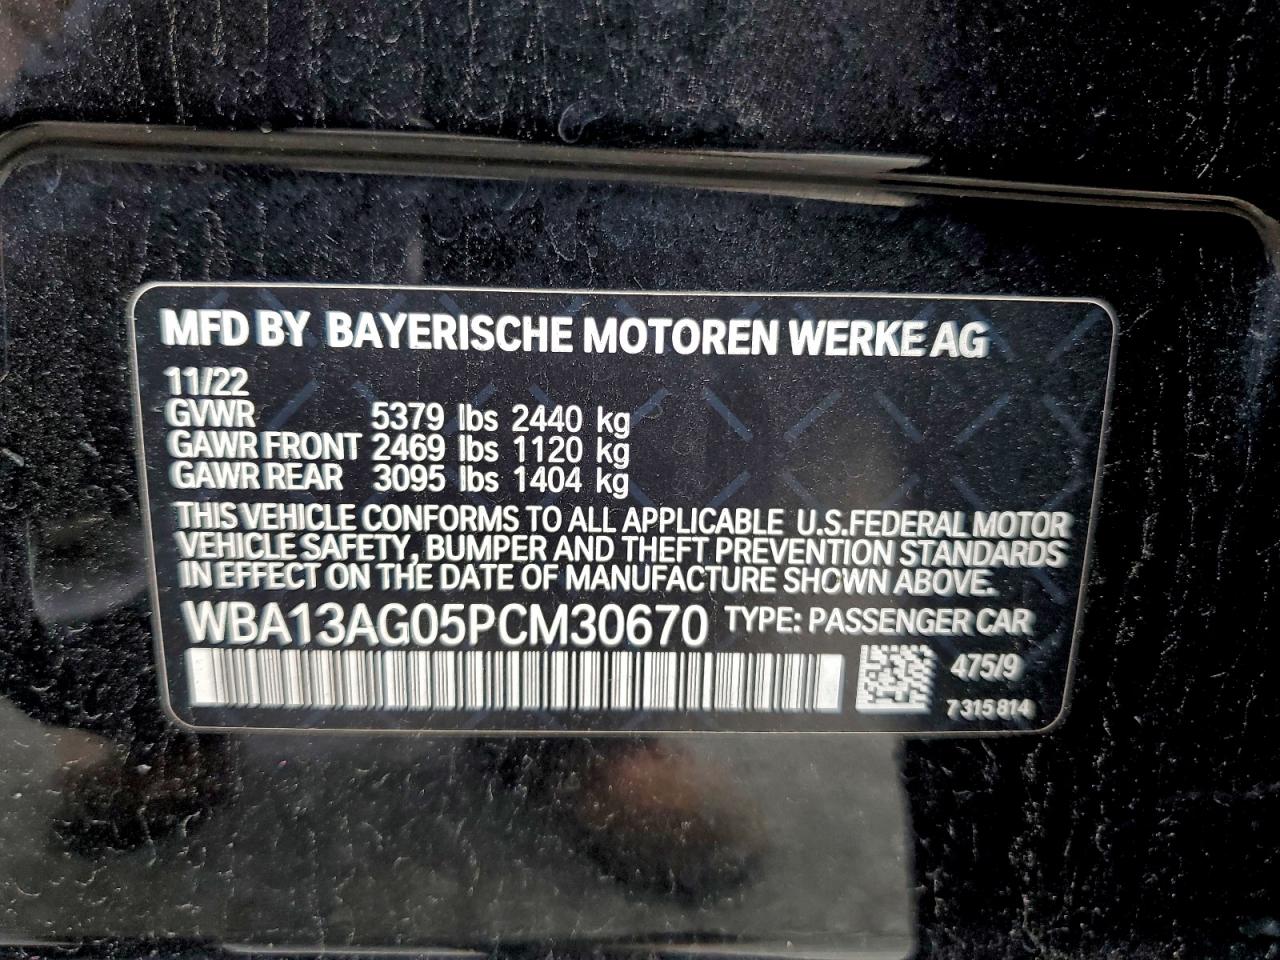 MFD BY BAYERISCHE MOTOREN WERKE AG
11/22
GVWR 5379 lbs 2440 kg
GAWR FRONT 2469 lbs 1120 kg
GAWR REAR 3095 lbs 1404 kg
THIS VEHICLE CONFORMS TO ALL APPLICABLE U.S.FEDERAL MOTOR
VEHICLE SAFETY, BUMPER AND THEFT PREVENTION STANDARDS
IN EFFECT ON THE DATE OF MANUFACTURE SHOWN ABOVE.
WBA13AG05PCM30670 TYPE: PASSENGER CAR
475/9
7 315 814